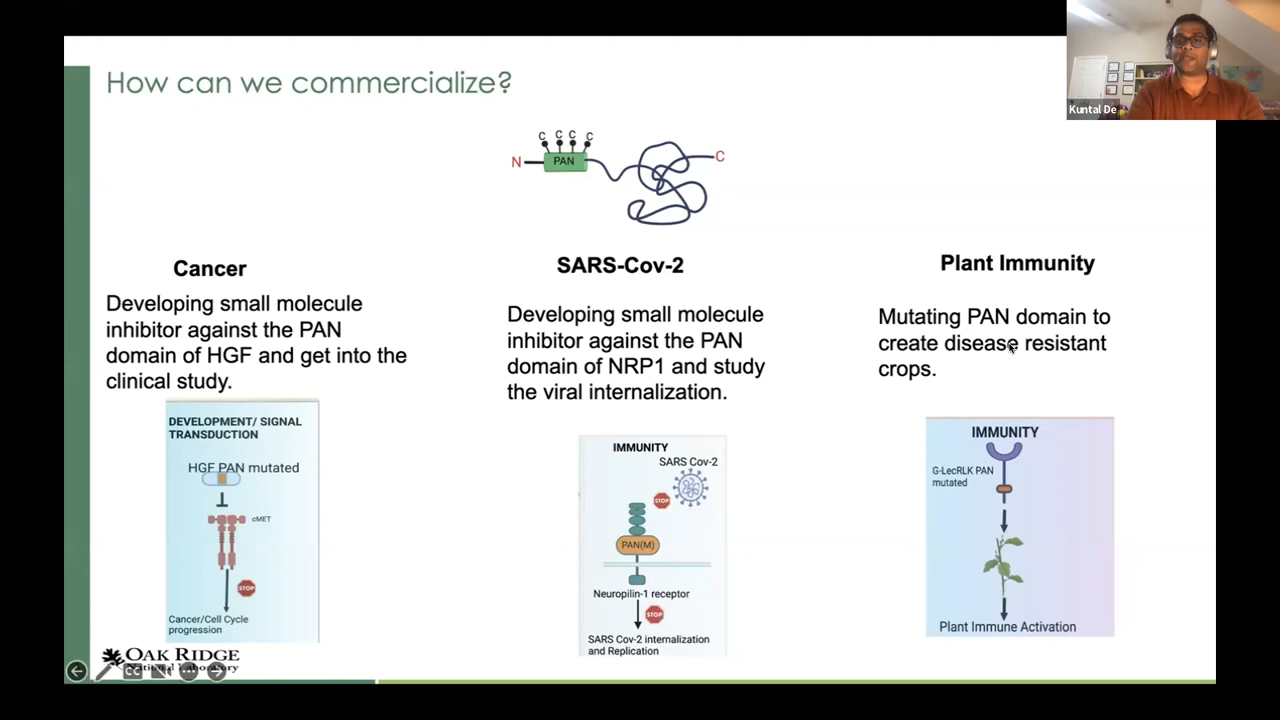 How can we commercialize?
Kuntal De
C C C C
N PAN C
Cancer
Developing small molecule
inhibitor against the PAN
domain of HGF and get into the
clinical study.
DEVELOPMENT/ SIGNAL
TRANSDUCTION
HGF PAN mutated
cMET
STOP
Cancer/Cell Cycle
progression
SARS-Cov-2
Developing small molecule
inhibitor against the PAN
domain of NRP1 and study
the viral internalization.
IMMUNITY
SARS Cov-2
STOP
PAN(M)
Neuropilin-1 receptor
STOP
SARS Cov-2 internalization
and Replication
Plant Immunity
Mutating PAN domain to
create disease resistant
crops.
IMMUNITY
G-LecRLK PAN
mutated
Plant Immune Activation
OAK RIDGE
National Laboratory
CC